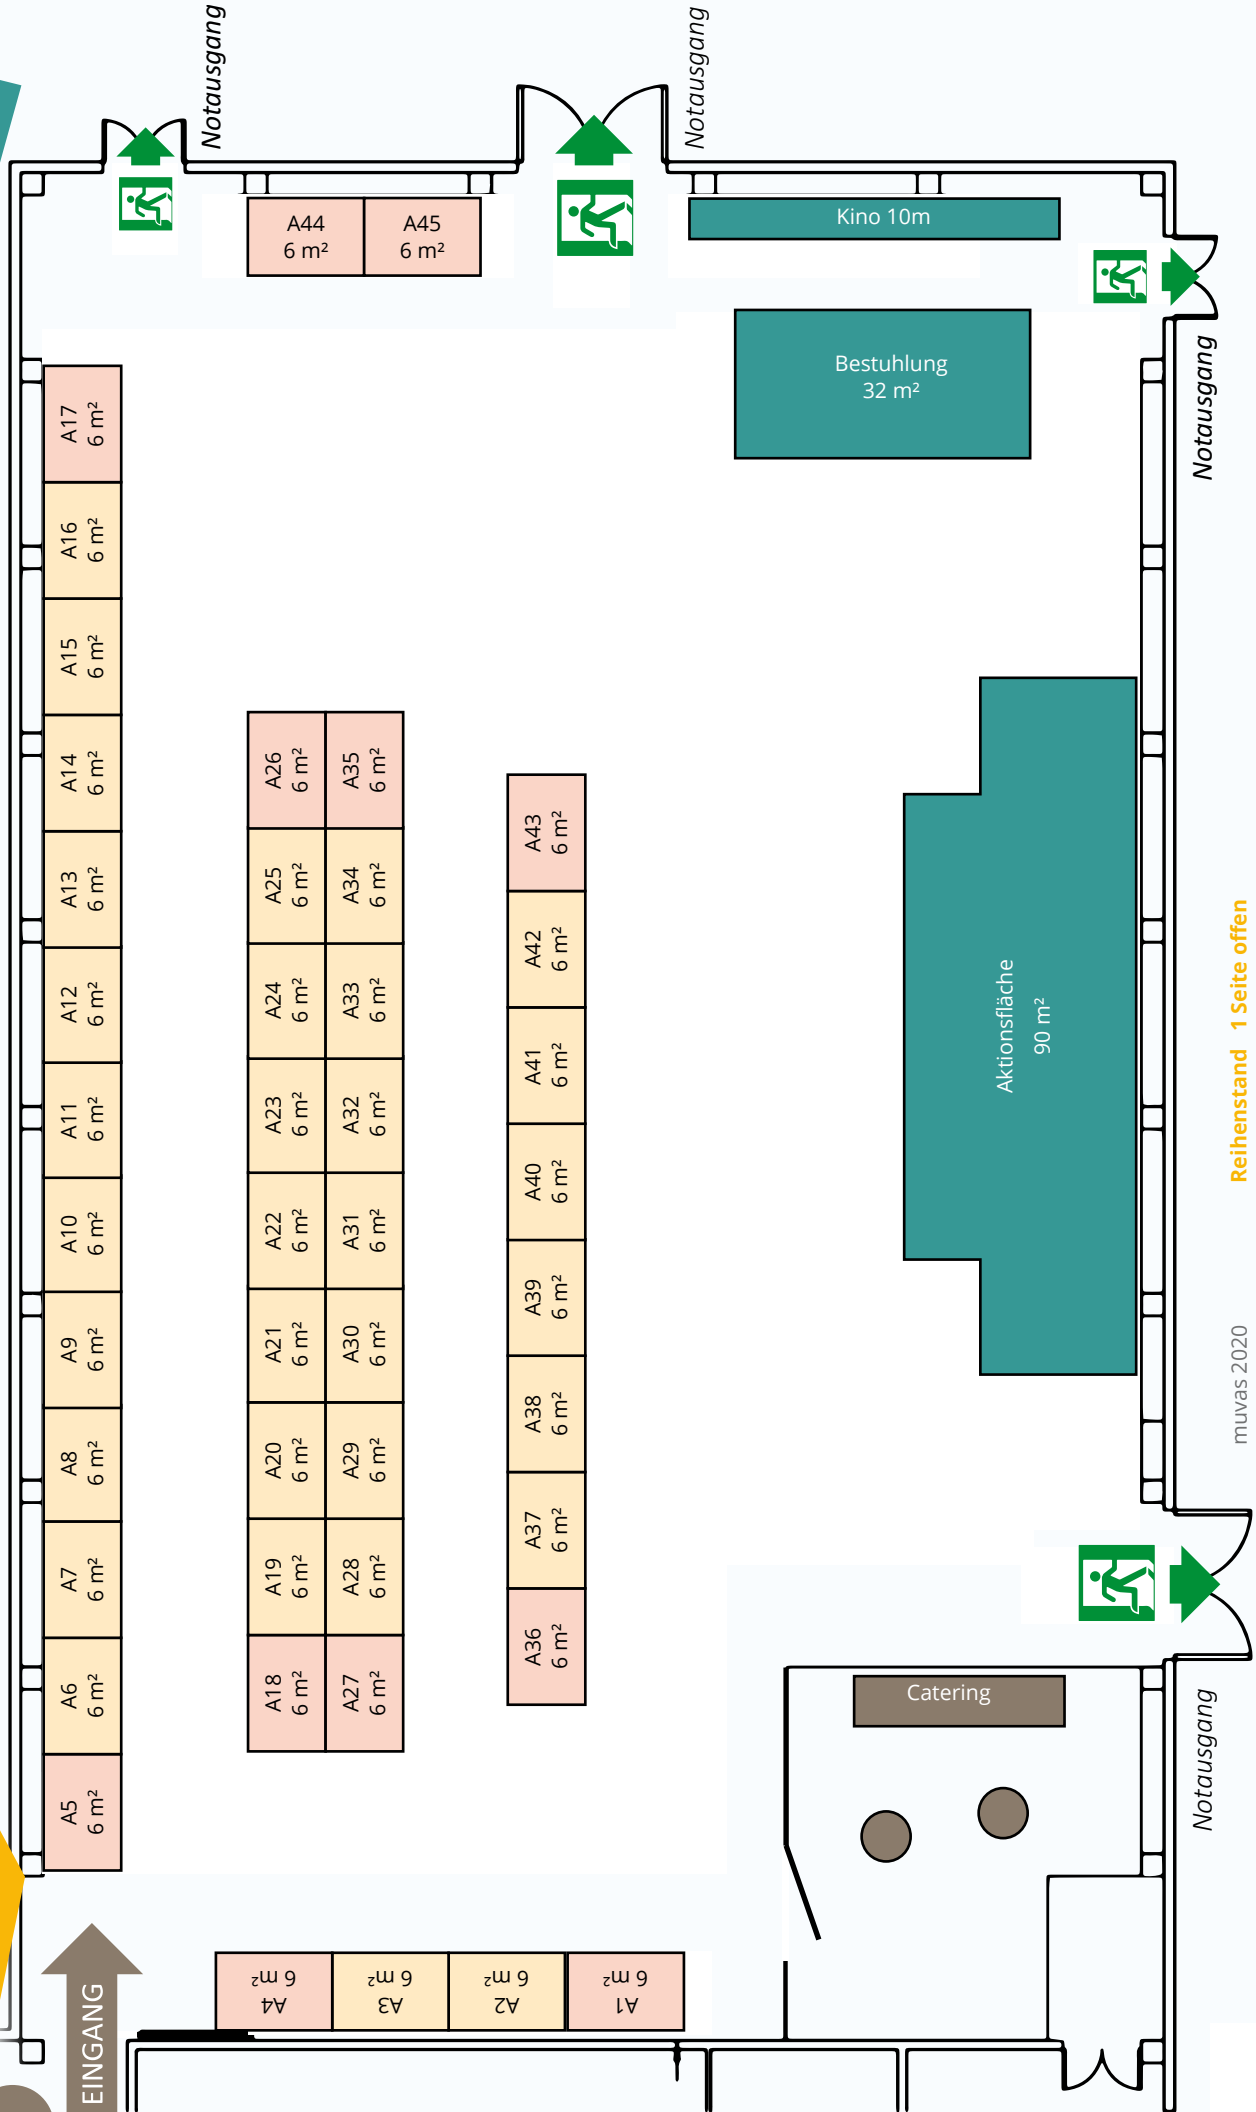 Notausgang
Notausgang
A44
6 m²
A45
6 m²
Kino 10m
Bestuhlung
32 m²
Notausgang
A17
6 m²
A16
6 m²
A15
6 m²
A14
6 m²
A13
6 m²
A12
6 m²
A11
6 m²
A10
6 m²
A9
6 m²
A8
6 m²
A7
6 m²
A6
6 m²
A5
6 m²
A26
6 m²
A35
6 m²
A25
6 m²
A34
6 m²
A24
6 m²
A33
6 m²
A23
6 m²
A32
6 m²
A22
6 m²
A31
6 m²
A21
6 m²
A30
6 m²
A20
6 m²
A29
6 m²
A19
6 m²
A28
6 m²
A18
6 m²
A27
6 m²
A43
6 m²
A42
6 m²
A41
6 m²
A40
6 m²
A39
6 m²
A38
6 m²
A37
6 m²
A36
6 m²
Aktionsfläche
90 m²
Reihenstand 1 Seite offen
muvas 2020
Catering
Notausgang
A4
6 m²
A3
6 m²
A2
6 m²
A1
6 m²
EINGANG